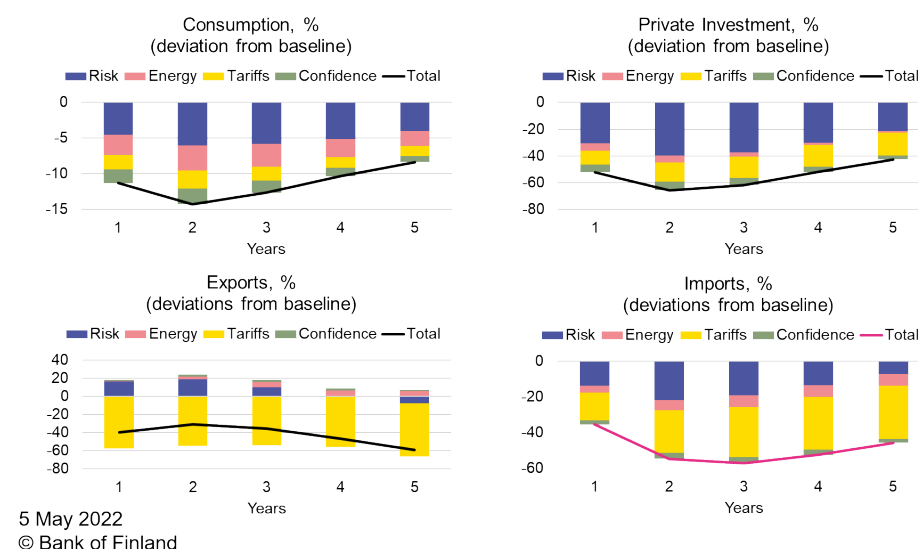 Consumption, %
(deviation from baseline)
Risk Energy Tariffs Confidence Total
0
-5
-10
-15
1 2 3 4 5
Years
Private Investment, %
(deviation from baseline)
Risk Energy Tariffs Confidence Total
0
-20
-40
-60
-80
1 2 3 4 5
Years
Exports, %
(deviations from baseline)
Risk Energy Tariffs Confidence Total
40
20
0
-20
-40
-60
-80
1 2 3 4 5
Years
Imports, %
(deviations from baseline)
Risk Energy Tariffs Confidence Total
0
-20
-40
-60
1 2 3 4 5
Years
5 May 2022
© Bank of Finland